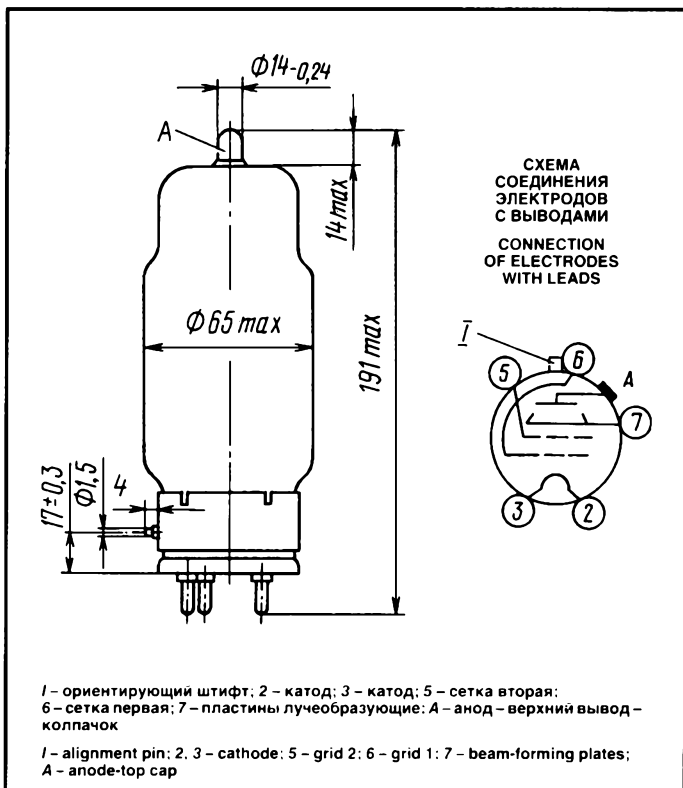 Ф14-0,24
A
14 max
191 max
Ф65 max
17±0,3
Ф1,5
4
СХЕМА
СОЕДИНЕНИЯ
ЭЛЕКТРОДОВ
С ВЫВОДАМИ
CONNECTION
OF ELECTRODES
WITH LEADS
I
6
5
A
7
3
2
I – ориентирующий штифт; 2 – катод; 3 – катод; 5 – сетка вторая;
6 – сетка первая; 7 – пластины лучеобразующие; А – анод – верхний вывод –
колпачок
I – alignment pin; 2, 3 – cathode; 5 – grid 2; 6 – grid 1; 7 – beam-forming plates;
A – anode-top cap